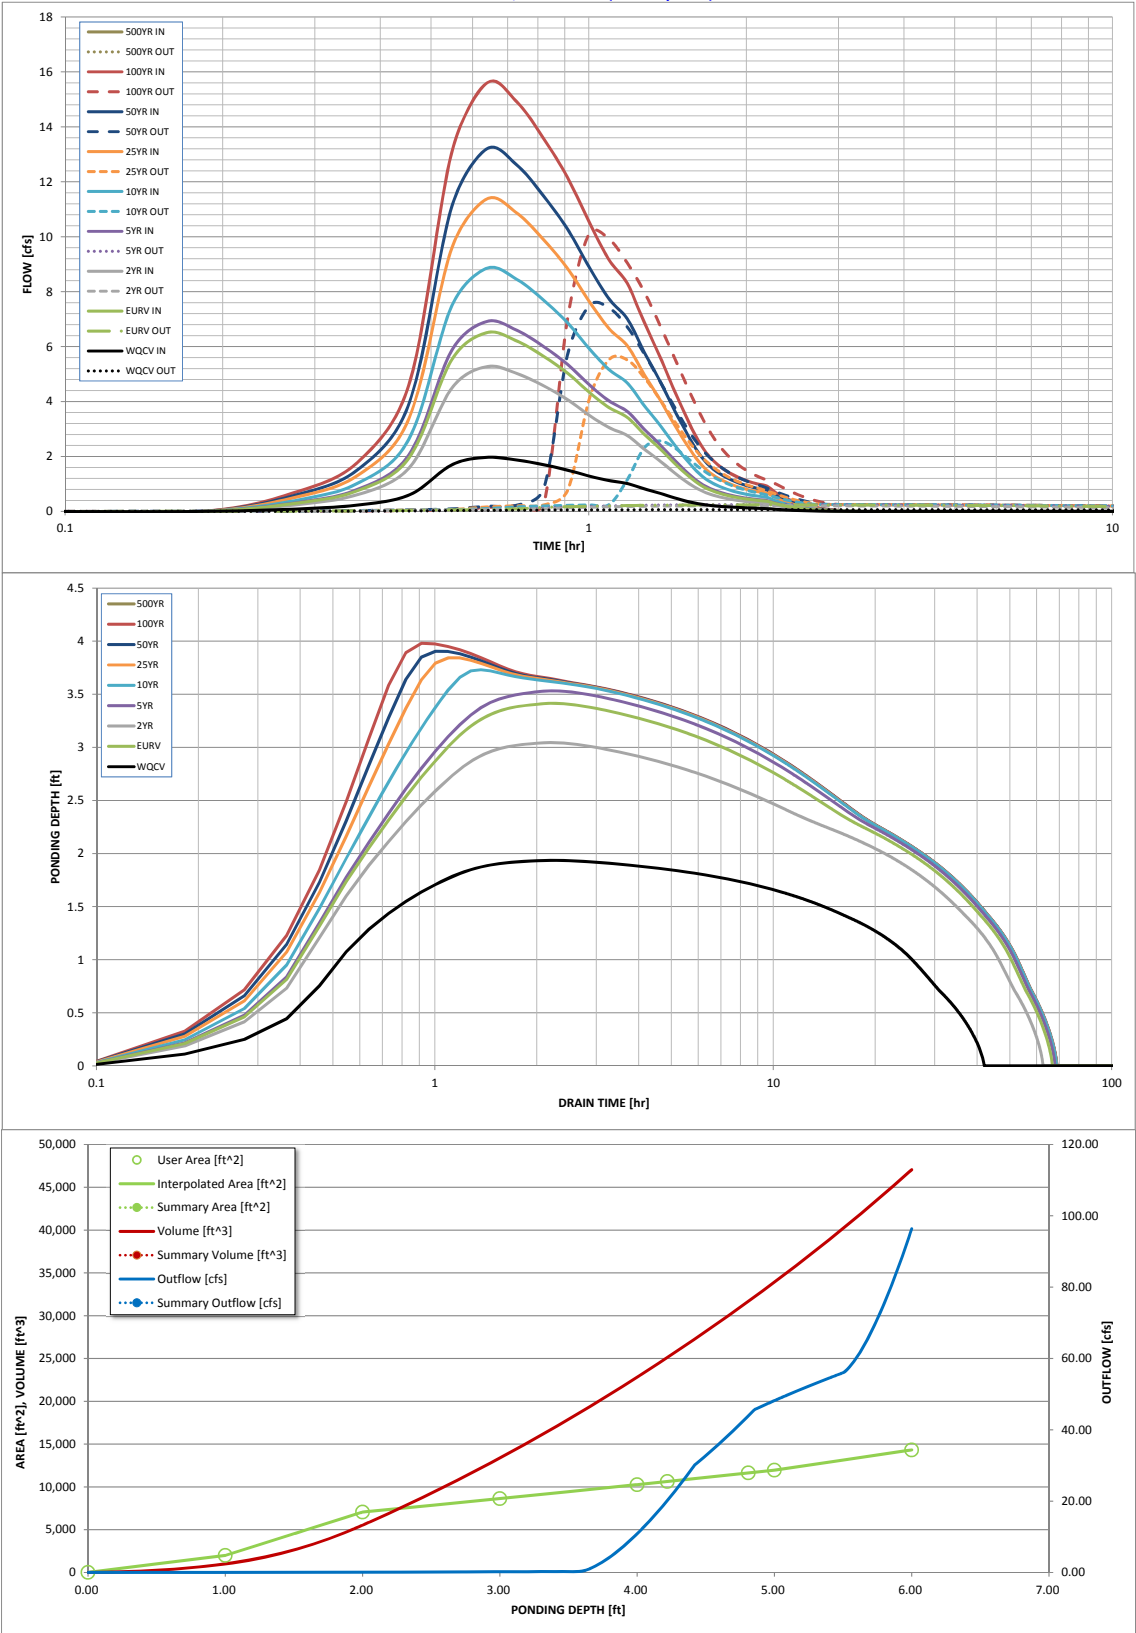 18
16
14
12
10
8
6
4
2
0
FLOW [cfs]
500YR IN
500YR OUT
100YR IN
100YR OUT
50YR IN
50YR OUT
25YR IN
25YR OUT
10YR IN
10YR OUT
5YR IN
5YR OUT
2YR IN
2YR OUT
EURV IN
EURV OUT
WQCV IN
WQCV OUT
0.1 1 10
TIME [hr]
4.5
4
3.5
3
2.5
2
1.5
1
0.5
0
PONDING DEPTH [ft]
500YR
100YR
50YR
25YR
10YR
5YR
2YR
EURV
WQCV
0.1 1 10 100
DRAIN TIME [hr]
50,000
45,000
40,000
35,000
30,000
25,000
20,000
15,000
10,000
5,000
0
AREA [ft^2], VOLUME [ft^3]
User Area [ft^2]
Interpolated Area [ft^2]
Summary Area [ft^2]
Volume [ft^3]
Summary Volume [ft^3]
Outflow [cfs]
Summary Outflow [cfs]
120.00
100.00
80.00
60.00
40.00
20.00
0.00
OUTFLOW [cfs]
0.00 1.00 2.00 3.00 4.00 5.00 6.00 7.00
PONDING DEPTH [ft]